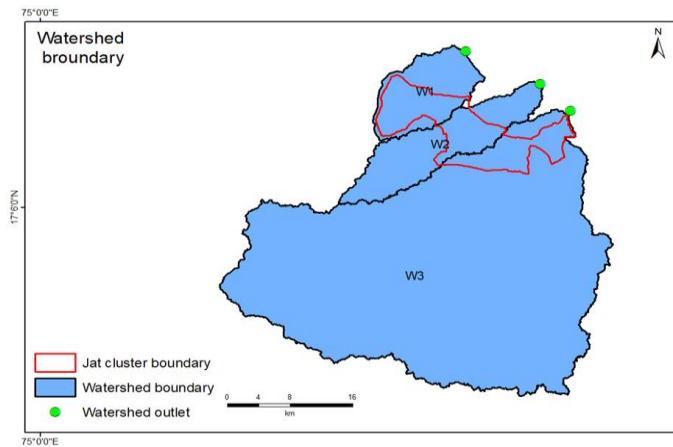 75°0'0"E
Watershed
broundary
N
W1
W2
17°6'0"N
W3
Jat cluster boundary
Watershed boundary
Watershed outlet
0 4 8 16
km
75°0'0"E